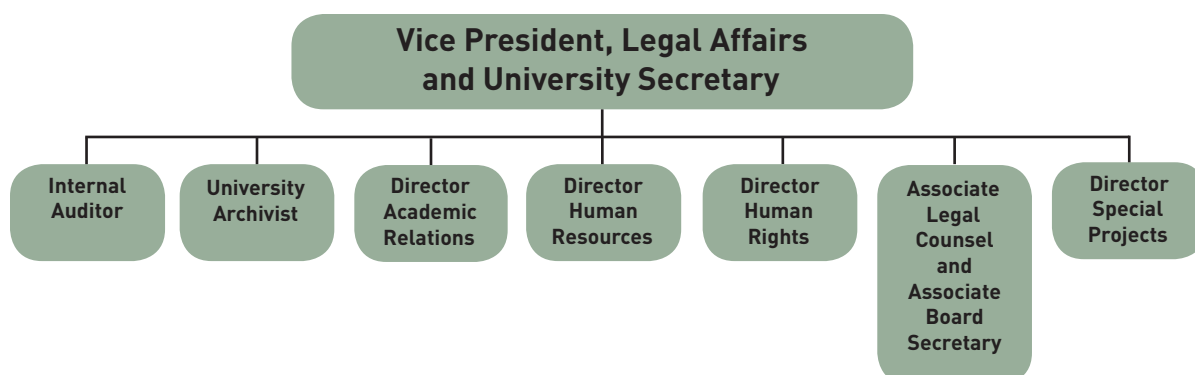 Vice President, Legal Affairs
and University Secretary
Internal
Auditor
University
Archivist
Director
Academic
Relations
Director
Human
Resources
Director
Human
Rights
Associate
Legal
Counsel
and
Associate
Board
Secretary
Director
Special
Projects